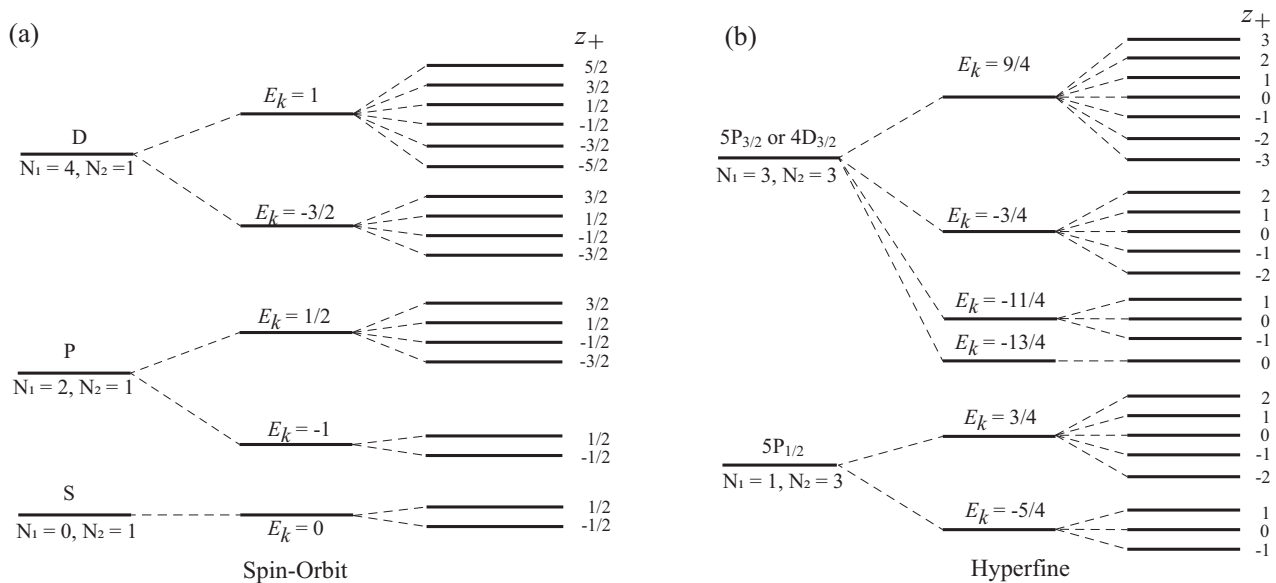 (a)
z+
D
N₁ = 4, N₂ =1
E_k = 1
5/2
3/2
1/2
-1/2
-3/2
-5/2
E_k = -3/2
3/2
1/2
-1/2
-3/2
P
N₁ = 2, N₂ = 1
E_k = 1/2
3/2
1/2
-1/2
-3/2
E_k = -1
1/2
-1/2
S
N₁ = 0, N₂ = 1
E_k = 0
1/2
-1/2
Spin-Orbit
(b)
z+
5P₃/₂ or 4D₃/₂
N₁ = 3, N₂ = 3
E_k = 9/4
3
2
1
0
-1
-2
-3
E_k = -3/4
2
1
0
-1
-2
E_k = -11/4
1
0
-1
E_k = -13/4
0
5P₁/₂
N₁ = 1, N₂ = 3
E_k = 3/4
2
1
0
-1
-2
E_k = -5/4
1
0
-1
Hyperfine